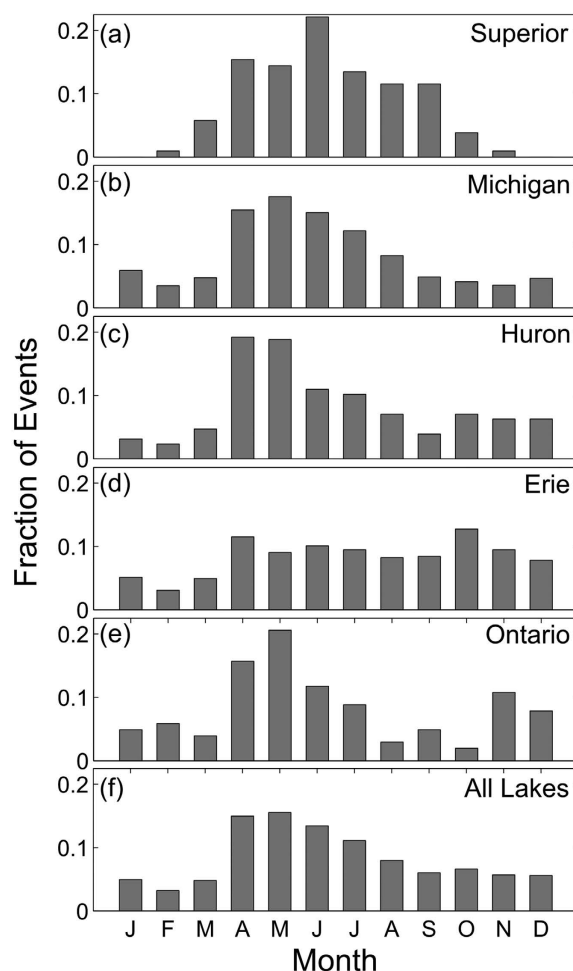 (a) Superior
0.2
0.1
0
(b) Michigan
0.2
0.1
0
(c) Huron
0.2
0.1
0
(d) Erie
0.2
0.1
0
(e) Ontario
0.2
0.1
0
(f) All Lakes
0.2
0.1
0
J F M A M J J A S O N D
Month
Fraction of Events